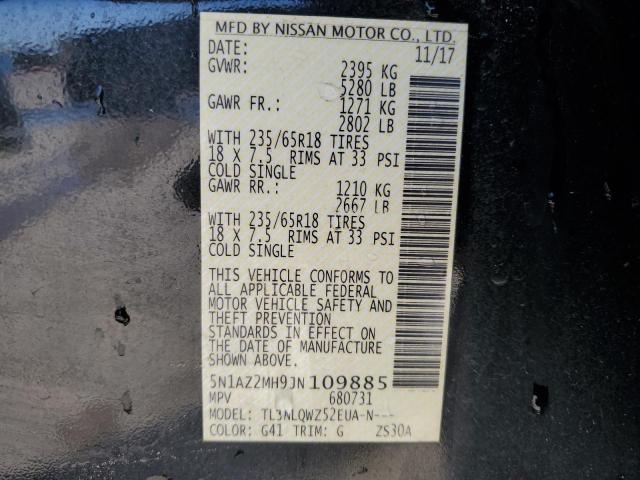 MFD BY NISSAN MOTOR CO., LTD.
DATE: 11/17
GVWR: 2395 KG
5280 LB
GAWR FR.: 1271 KG
2802 LB
WITH 235/65R18 TIRES
18 X 7.5 RIMS AT 33 PSI
COLD SINGLE
GAWR RR.: 1210 KG
2667 LB
WITH 235/65R18 TIRES
18 X 7.5 RIMS AT 33 PSI
COLD SINGLE
THIS VEHICLE CONFORMS TO
ALL APPLICABLE FEDERAL
MOTOR VEHICLE SAFETY AND
THEFT PREVENTION
STANDARDS IN EFFECT ON
THE DATE OF MANUFACTURE
SHOWN ABOVE.
5N1AZ2MH9JN109885
MPV 680731
MODEL: TL3NLQWZ52EUA-N---
COLOR: G41 TRIM: G ZS30A